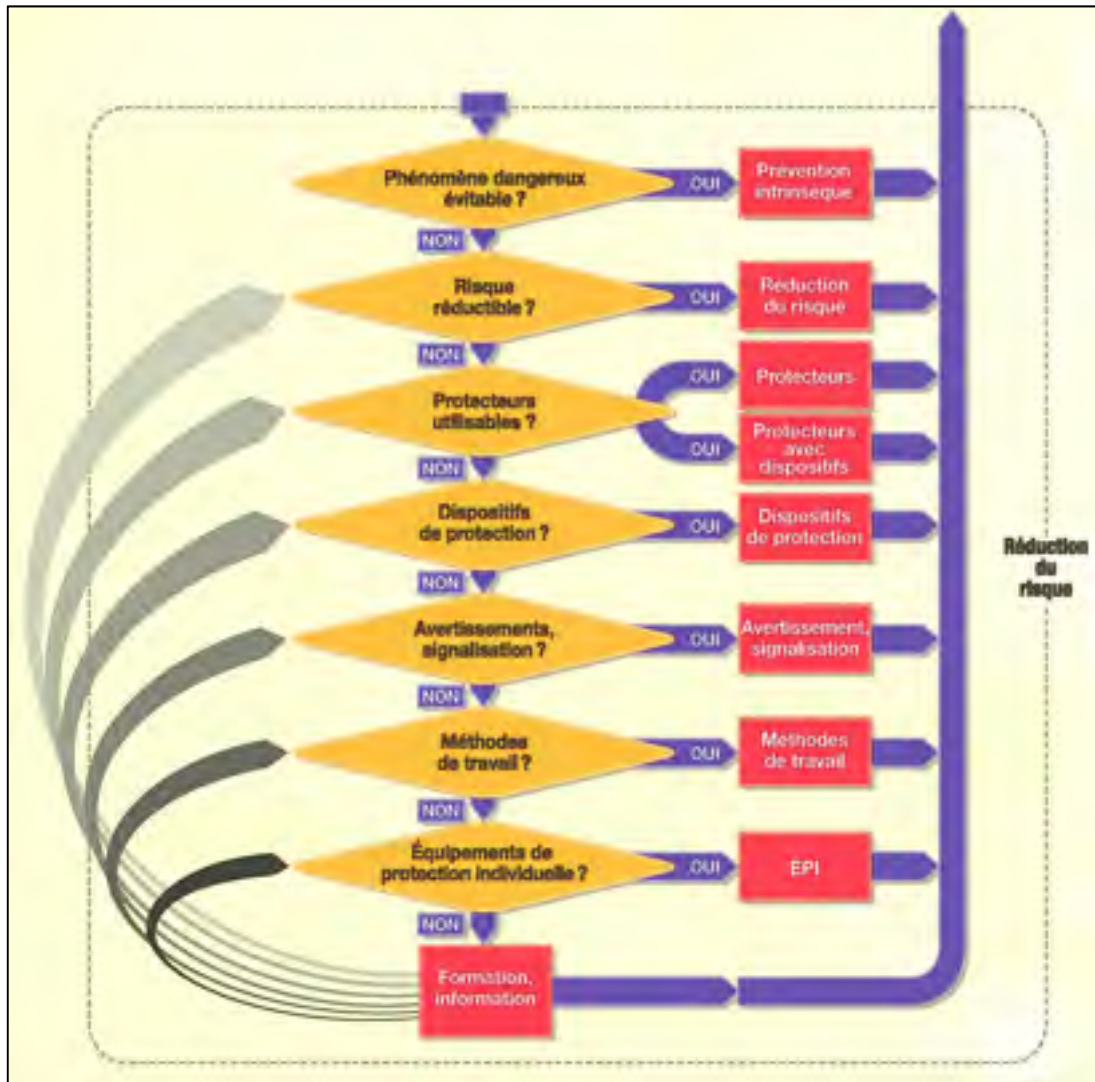 Phénomène dangereux
évitable ?
OUI
Prévention
intrinsèque
NON
Risque
réductible ?
OUI
Réduction
du risque
NON
Protecteurs
utilisables ?
OUI
Protecteurs
OUI
Protecteurs
avec
dispositifs
NON
Dispositifs
de protection ?
OUI
Dispositifs
de protection
Réduction
du
risque
NON
Avertissements,
signalisation ?
OUI
Avertissement,
signalisation
NON
Méthodes
de travail ?
OUI
Méthodes
de travail
NON
Équipements de
protection individuelle ?
OUI
ÉPI
NON
Formation,
information